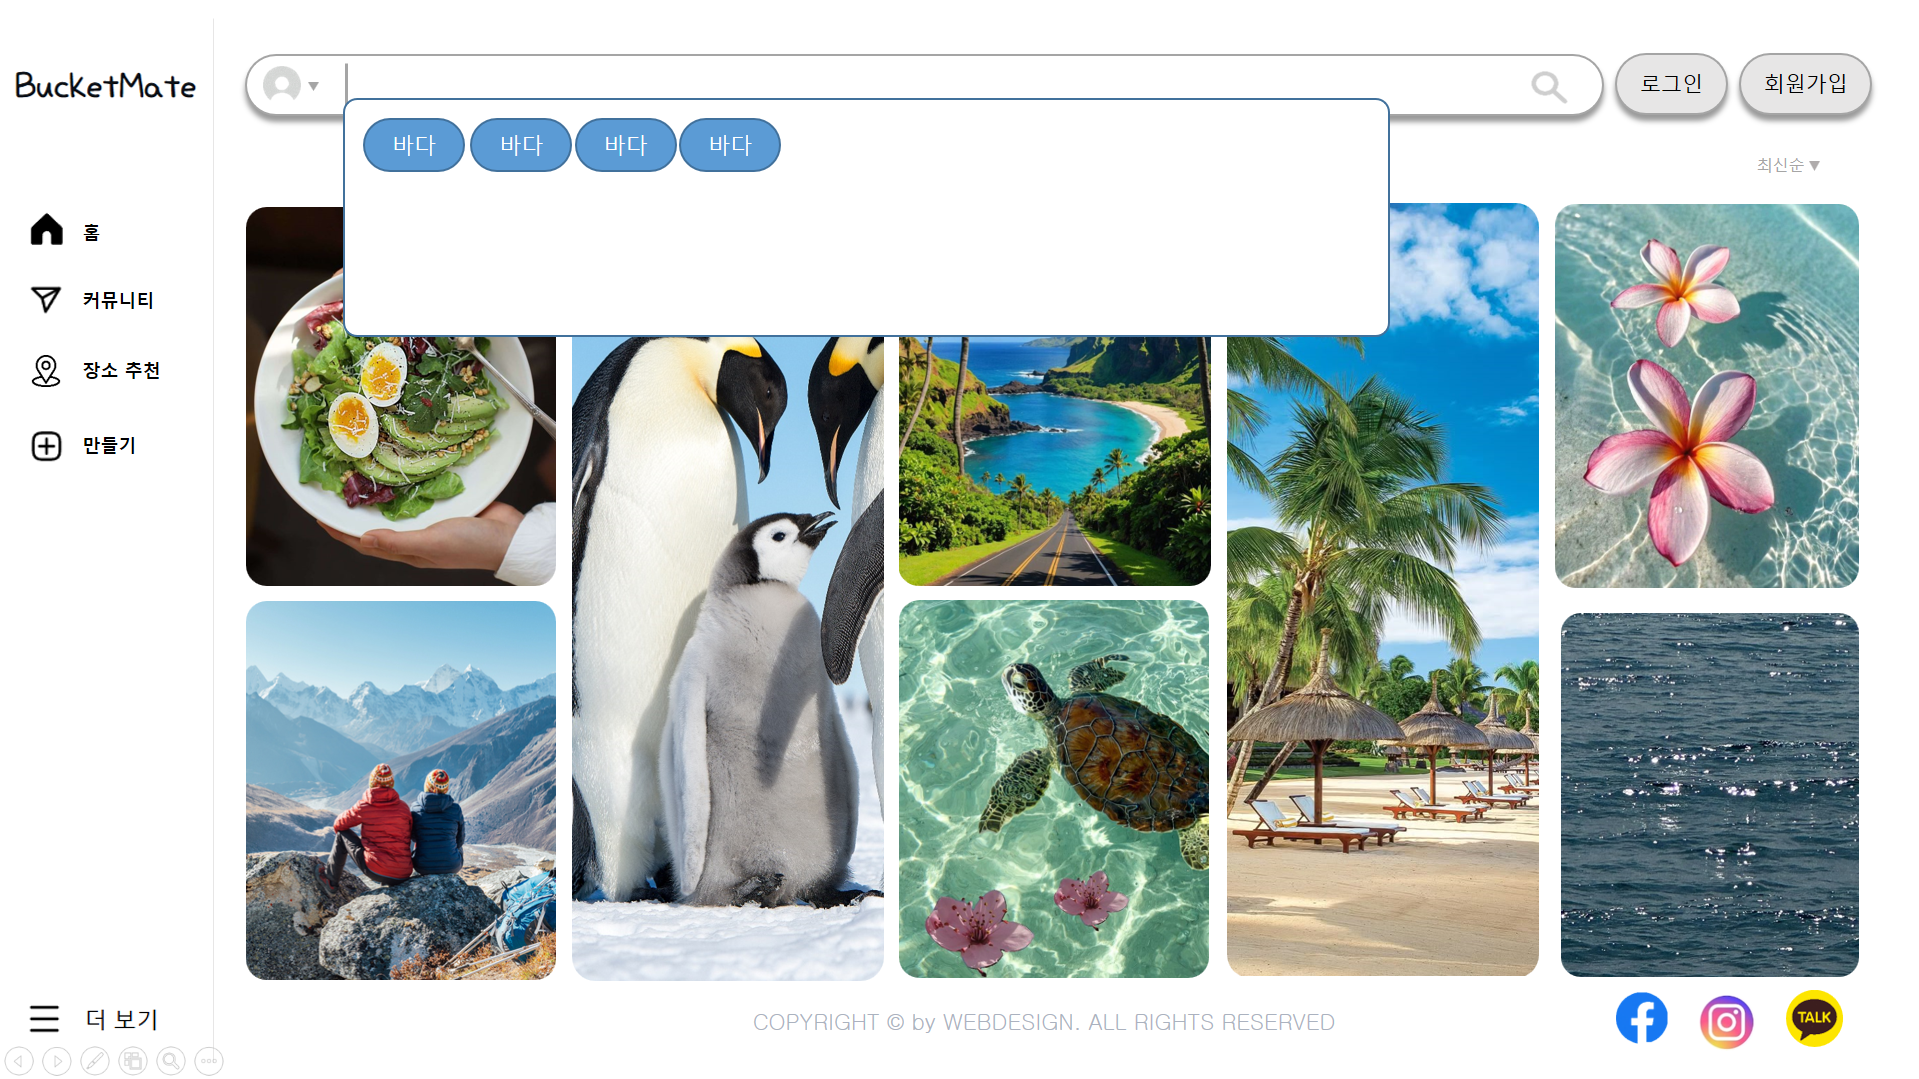 BucketMate
로그인
회원가입
바다 바다 바다 바다
최신순▼
홈
커뮤니티
장소 추천
만들기
더 보기
COPYRIGHT © by WEBDESIGN. ALL RIGHTS RESERVED
TALK